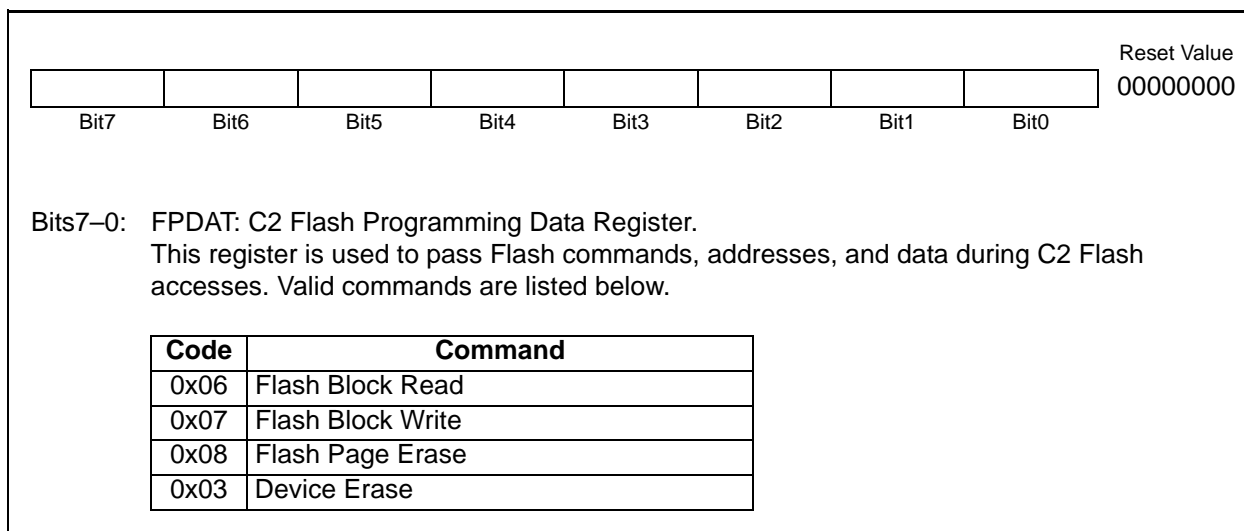 Reset Value
00000000
Bit7 Bit6 Bit5 Bit4 Bit3 Bit2 Bit1 Bit0
Bits7–0: FPDAT: C2 Flash Programming Data Register.
This register is used to pass Flash commands, addresses, and data during C2 Flash
accesses. Valid commands are listed below.
Code Command
0x06 Flash Block Read
0x07 Flash Block Write
0x08 Flash Page Erase
0x03 Device Erase